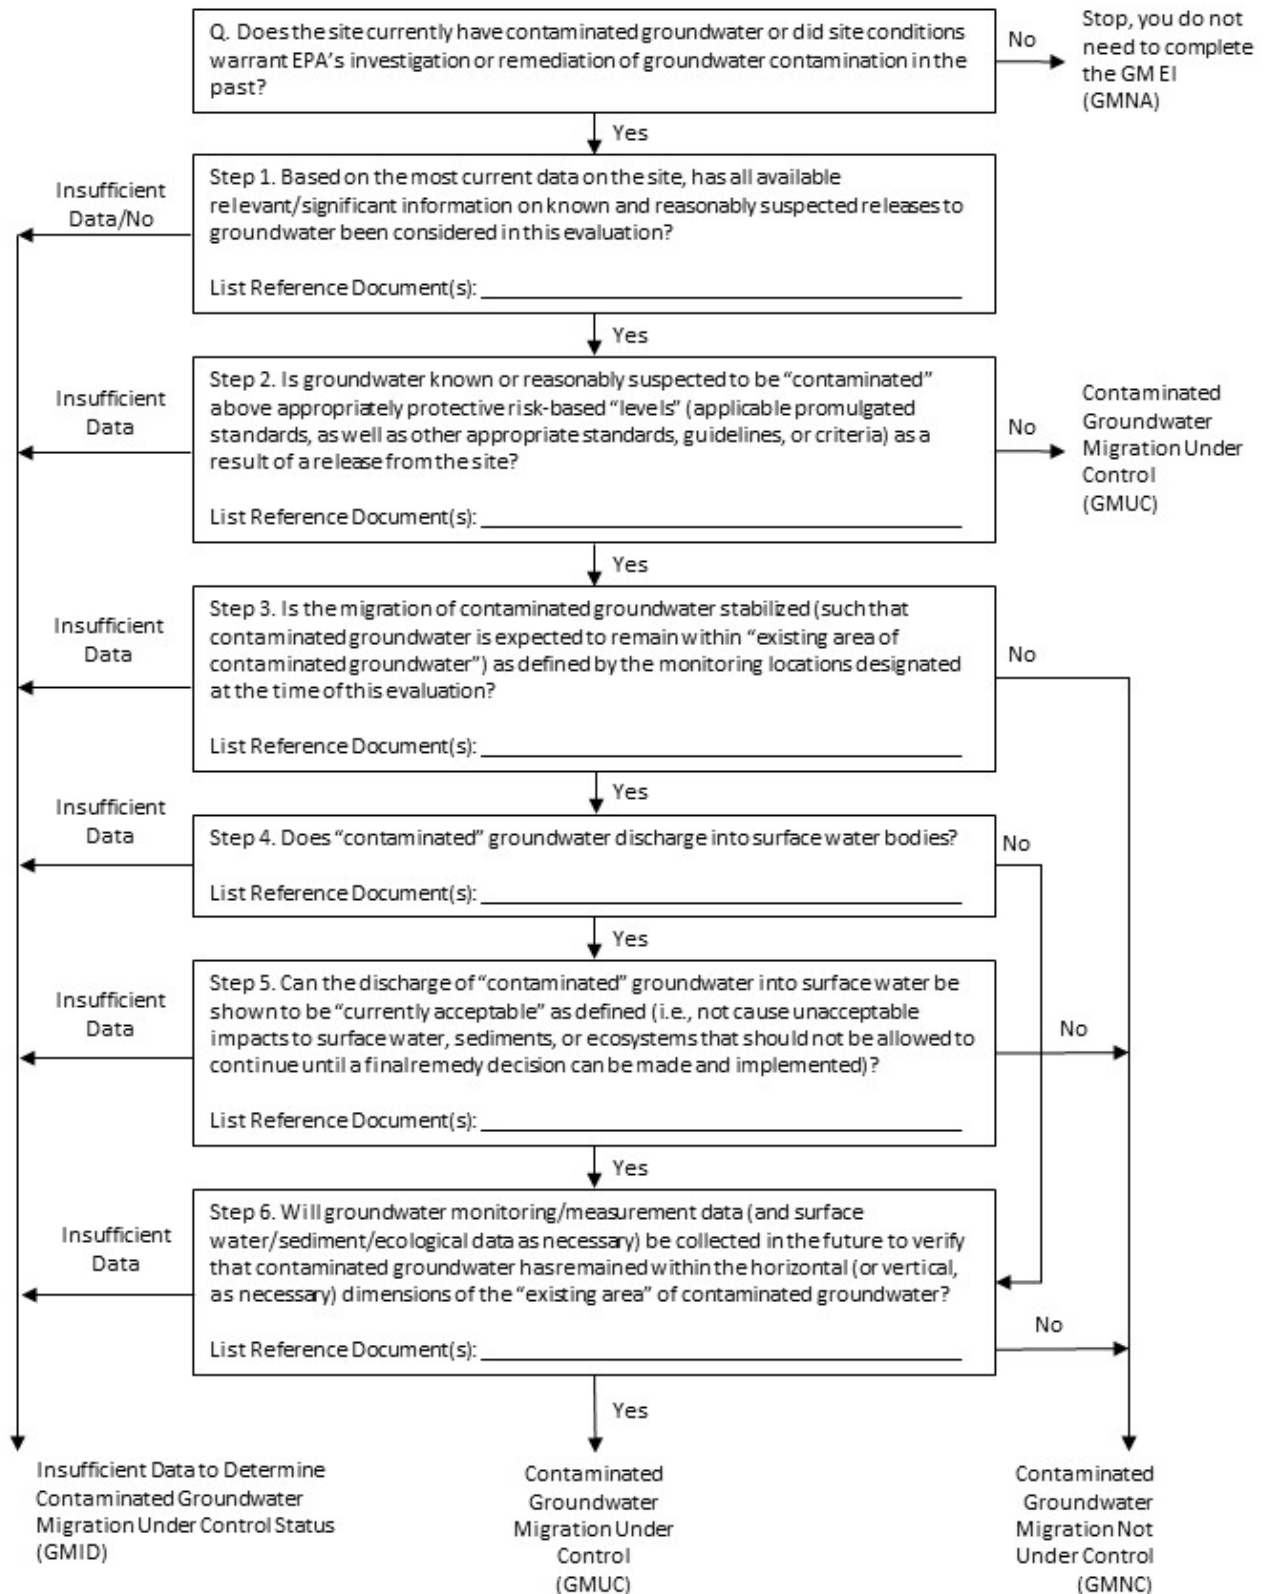 Q. Does the site currently have contaminated groundwater or did site conditions
warrant EPA's investigation or remediation of groundwater contamination in the
past?
No
Stop, you do not
need to complete
the GM EI
(GMNA)
Yes
Insufficient
Data/No
Step 1. Based on the most current data on the site, has all available
relevant/significant information on known and reasonably suspected releases to
groundwater been considered in this evaluation?
List Reference Document(s):
Yes
Insufficient
Data
Step 2. Is groundwater known or reasonably suspected to be “contaminated”
above appropriately protective risk-based “levels” (applicable promulgated
standards, as well as other appropriate standards, guidelines, or criteria) as a
result of a release from the site?
List Reference Document(s):
No
Contaminated
Groundwater
Migration Under
Control
(GMUC)
Yes
Insufficient
Data
Step 3. Is the migration of contaminated groundwater stabilized (such that
contaminated groundwater is expected to remain within “existing area of
contaminated groundwater”) as defined by the monitoring locations designated
at the time of this evaluation?
List Reference Document(s):
No
Yes
Insufficient
Data
Step 4. Does “contaminated” groundwater discharge into surface water bodies?
List Reference Document(s):
No
Yes
Insufficient
Data
Step 5. Can the discharge of “contaminated” groundwater into surface water be
shown to be “currently acceptable” as defined (i.e., not cause unacceptable
impacts to surface water, sediments, or ecosystems that should not be allowed to
continue until a final remedy decision can be made and implemented)?
List Reference Document(s):
No
Yes
Insufficient
Data
Step 6. Will groundwater monitoring/measurement data (and surface
water/sediment/ecological data as necessary) be collected in the future to verify
that contaminated groundwater has remained within the horizontal (or vertical,
as necessary) dimensions of the “existing area” of contaminated groundwater?
List Reference Document(s):
No
Yes
Insufficient Data to Determine
Contaminated Groundwater
Migration Under Control Status
(GMID)
Contaminated
Groundwater
Migration Under
Control
(GMUC)
Contaminated
Groundwater
Migration Not
Under Control
(GMNC)